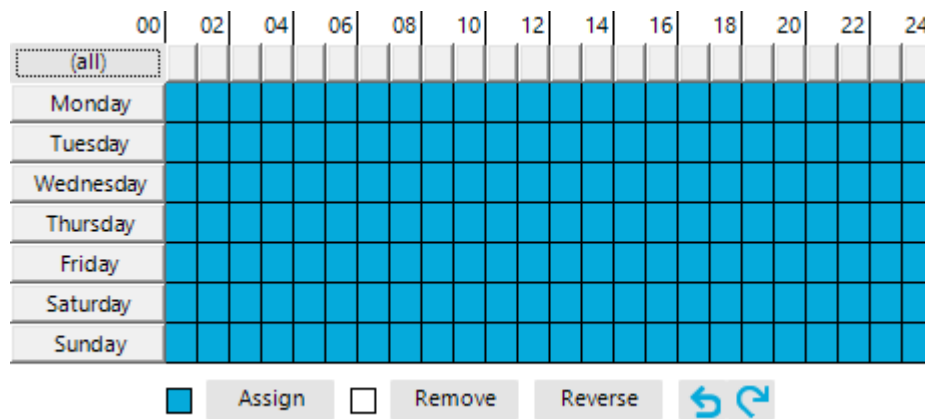 00 02 04 06 08 10 12 14 16 18 20 22 24
(all)
Monday
Tuesday
Wednesday
Thursday
Friday
Saturday
Sunday
Assign Remove Reverse